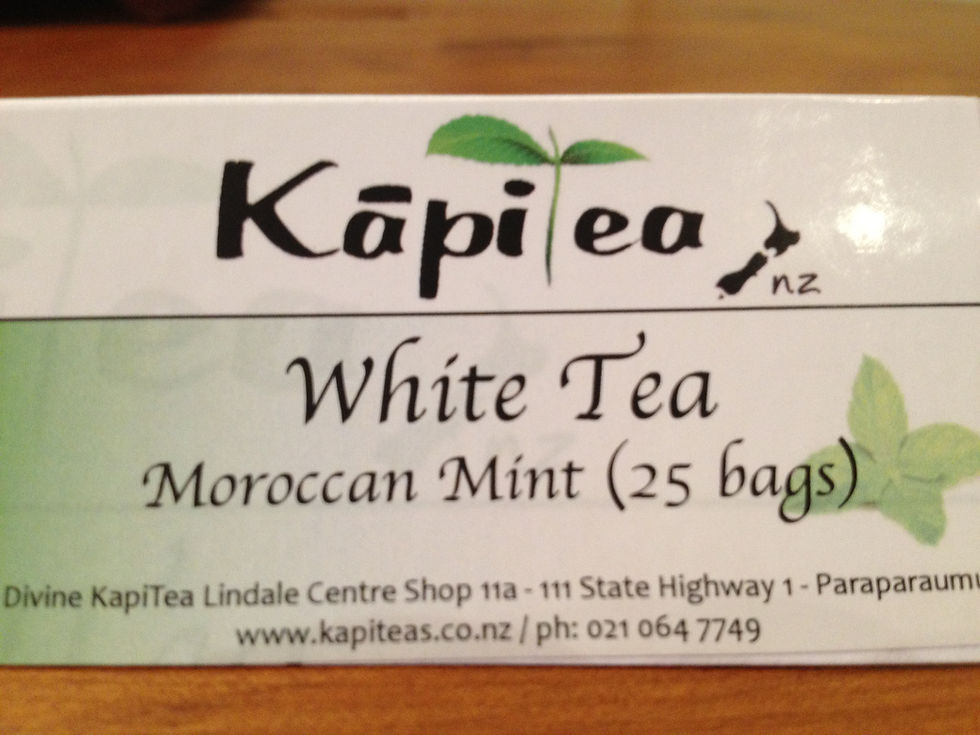 KāpiTea
nz
White Tea
Moroccan Mint (25 bags)
Divine KapiTea Lindale Centre Shop 11a - 111 State Highway 1 - Paraparaumu
www.kapiteas.co.nz / ph: 021 064 7749